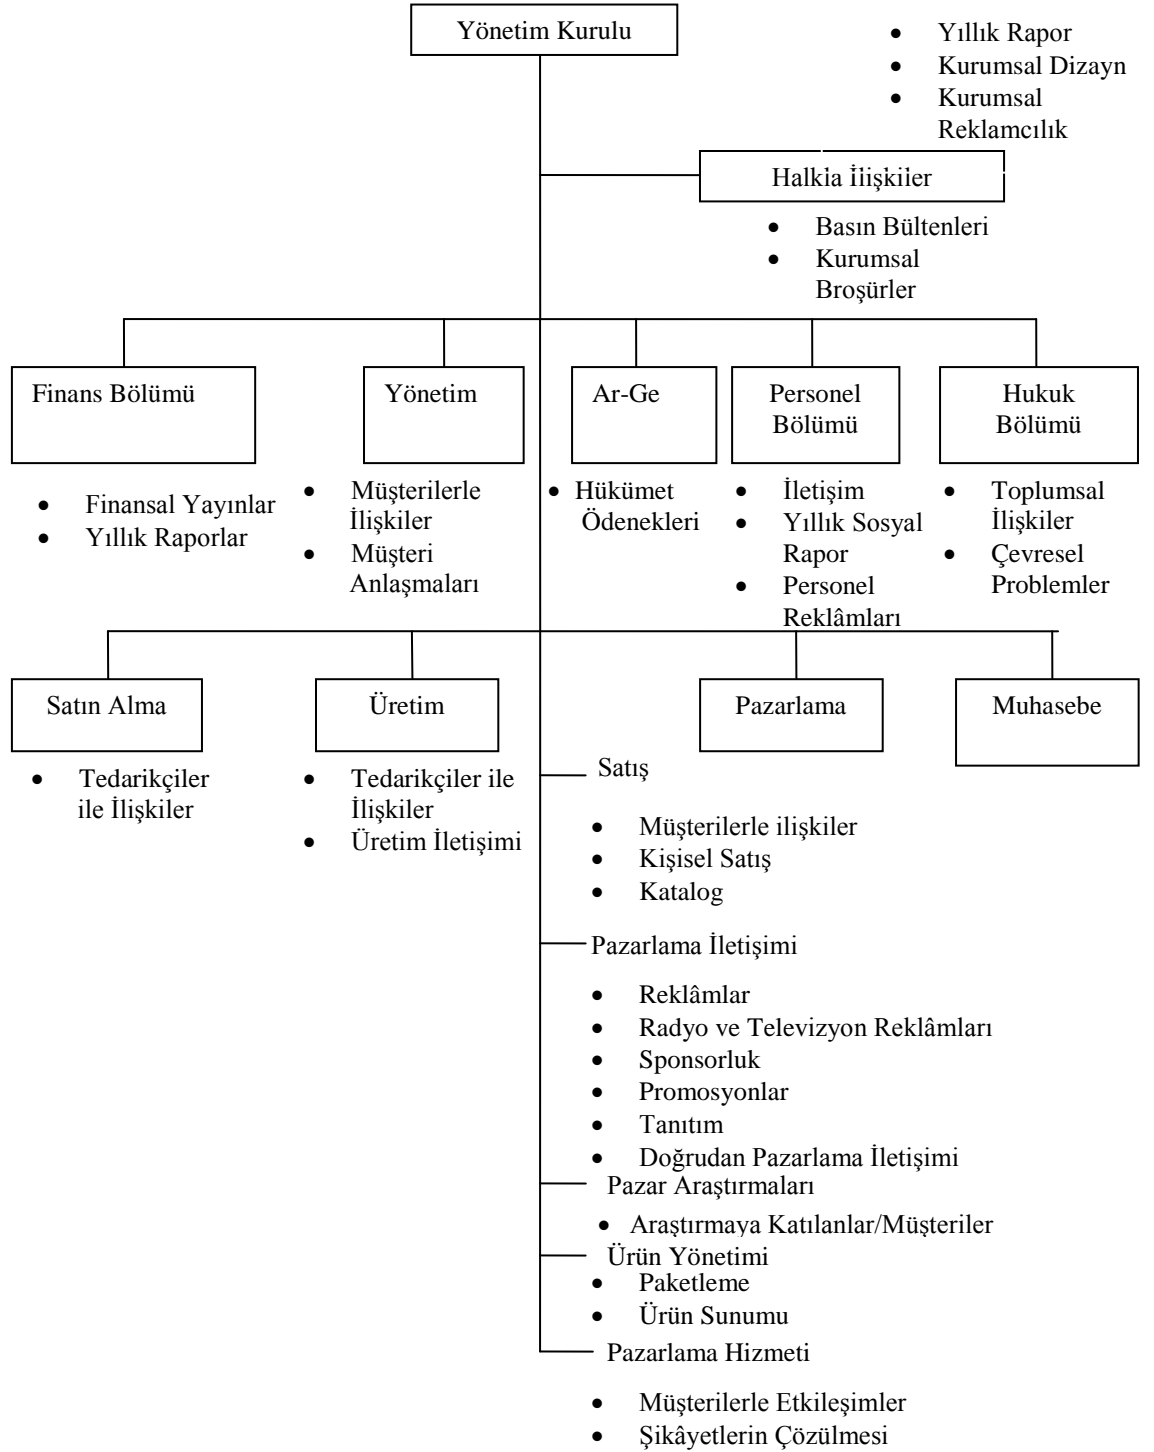 Yönetim Kurulu
• Yıllık Rapor
• Kurumsal Dizayn
• Kurumsal
Reklamcılık
Halkla İlişkiler
• Basın Bültenleri
• Kurumsal
Broşürler
Finans Bölümü
• Finansal Yayınlar
• Yıllık Raporlar
Yönetim
• Müşterilerle
İlişkiler
• Müşteri
Anlaşmaları
Ar-Ge
• Hükümet
Ödenekleri
Personel
Bölümü
• İletişim
• Yıllık Sosyal
Rapor
• Personel
Reklâmları
Hukuk
Bölümü
• Toplumsal
İlişkiler
• Çevresel
Problemler
Satın Alma
• Tedarikçiler
ile İlişkiler
Üretim
• Tedarikçiler ile
İlişkiler
• Üretim İletişimi
Pazarlama
Muhasebe
Satış
• Müşterilerle ilişkiler
• Kişisel Satış
• Katalog
Pazarlama İletişimi
• Reklâmlar
• Radyo ve Televizyon Reklâmları
• Sponsorluk
• Promosyonlar
• Tanıtım
• Doğrudan Pazarlama İletişimi
Pazar Araştırmaları
• Araştırmaya Katılanlar/Müşteriler
Ürün Yönetimi
• Paketleme
• Ürün Sunumu
Pazarlama Hizmeti
• Müşterilerle Etkileşimler
• Şikâyetlerin Çözülmesi